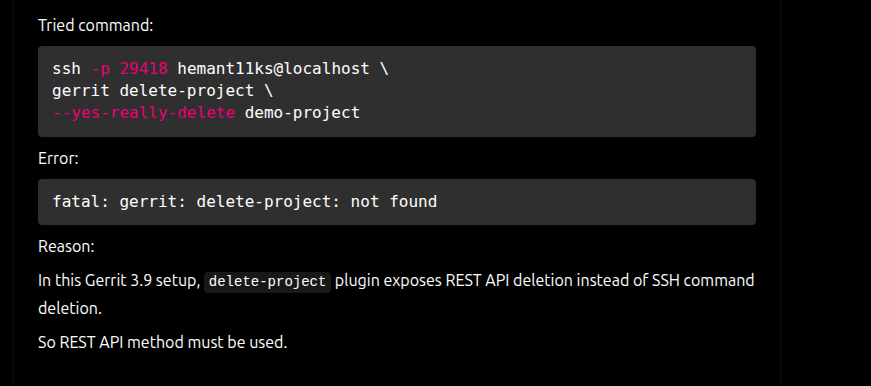 Tried command:
ssh -p 29418 hemant11ks@localhost \
gerrit delete-project \
--yes-really-delete demo-project
Error:
fatal: gerrit: delete-project: not found
Reason:
In this Gerrit 3.9 setup, delete-project plugin exposes REST API deletion instead of SSH command
deletion.
So REST API method must be used.